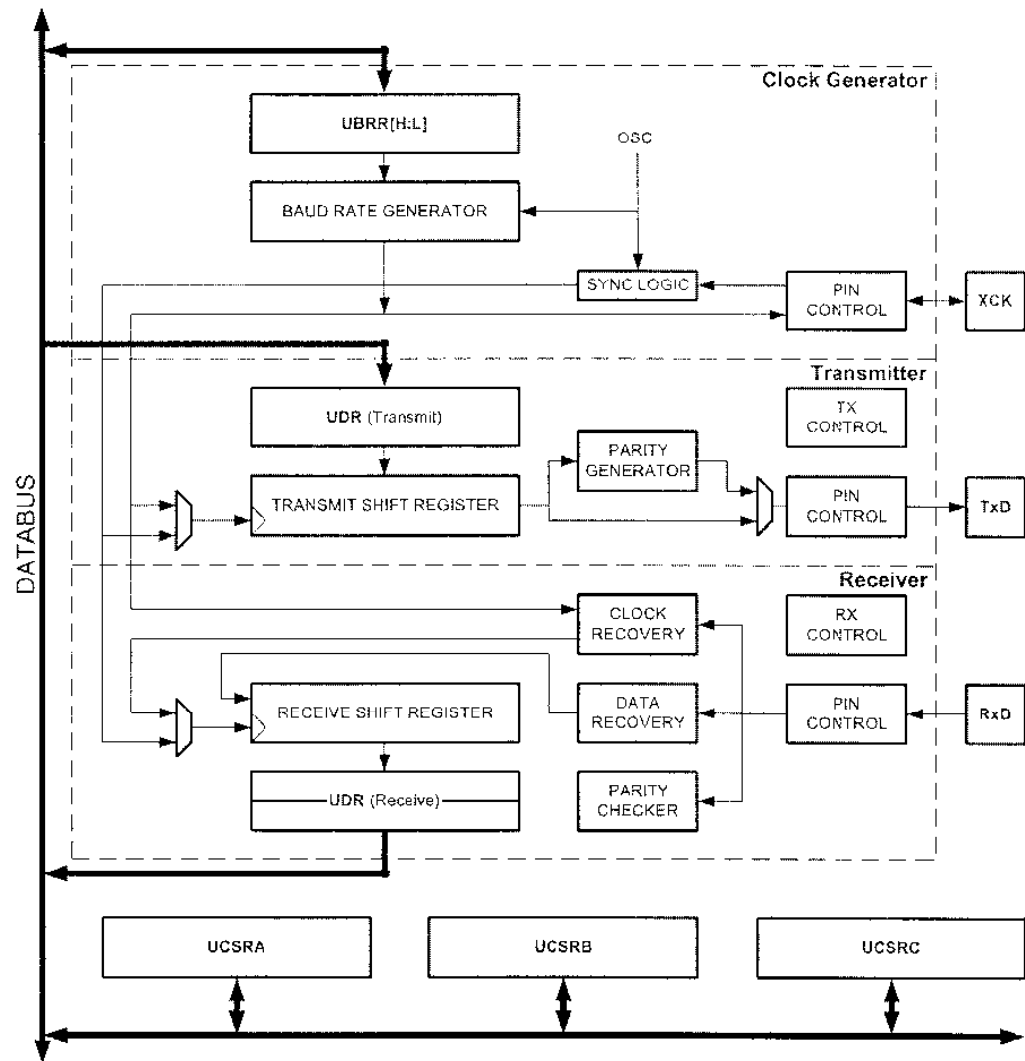 Clock Generator
UBRR[H:L]
OSC
BAUD RATE GENERATOR
SYNC LOGIC
PIN
CONTROL
XCK
Transmitter
UDR (Transmit)
TX
CONTROL
PARITY
GENERATOR
TRANSMIT SHIFT REGISTER
PIN
CONTROL
TxD
DATABUS
Receiver
CLOCK
RECOVERY
RX
CONTROL
RECEIVE SHIFT REGISTER
DATA
RECOVERY
PIN
CONTROL
RxD
UDR (Receive)
PARITY
CHECKER
UCSRA
UCSRB
UCSRC